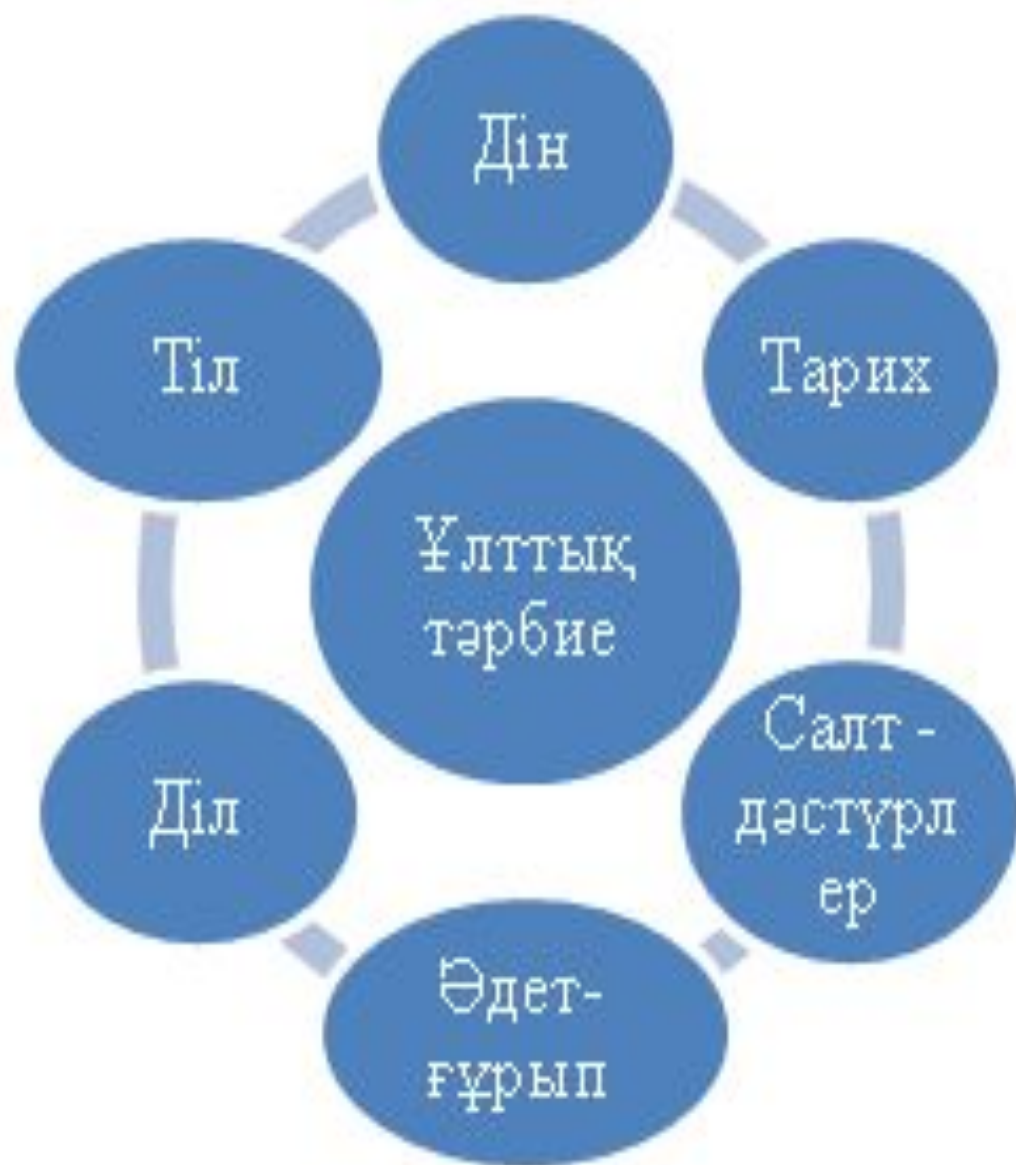 Дін
Тарих
Салт -
дәстүрл
ер
Әдет-
ғұрып
Діл
Тіл
Ұлттық
тәрбие